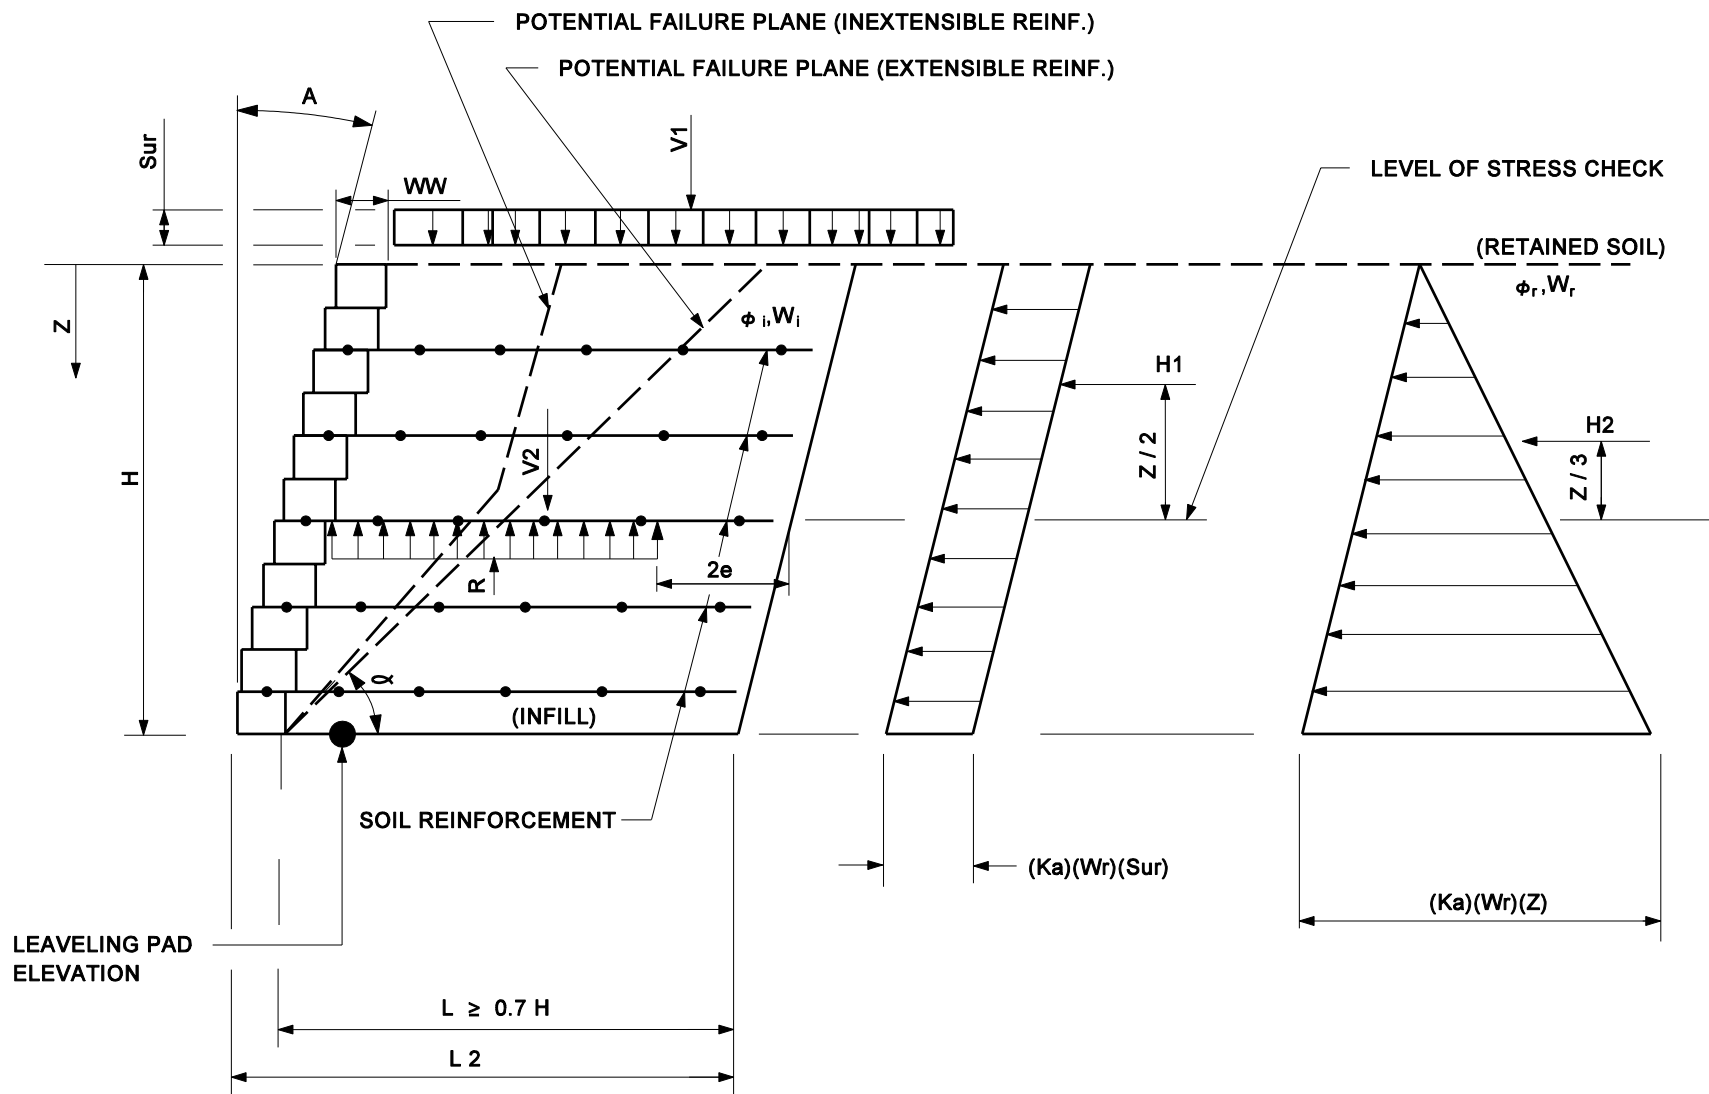 POTENTIAL FAILURE PLANE (INEXTENSIBLE REINF.)
POTENTIAL FAILURE PLANE (EXTENSIBLE REINF.)
A
Sur
V1
WW
LEVEL OF STRESS CHECK
(RETAINED SOIL)
ϕr,Wr
Z
ϕi,Wi
H1
H2
H
V2
Z / 2
Z / 3
R
2e
α
(INFILL)
SOIL REINFORCEMENT
(Ka)(Wr)(Sur)
(Ka)(Wr)(Z)
LEAVELING PAD
ELEVATION
L ≥ 0.7 H
L 2